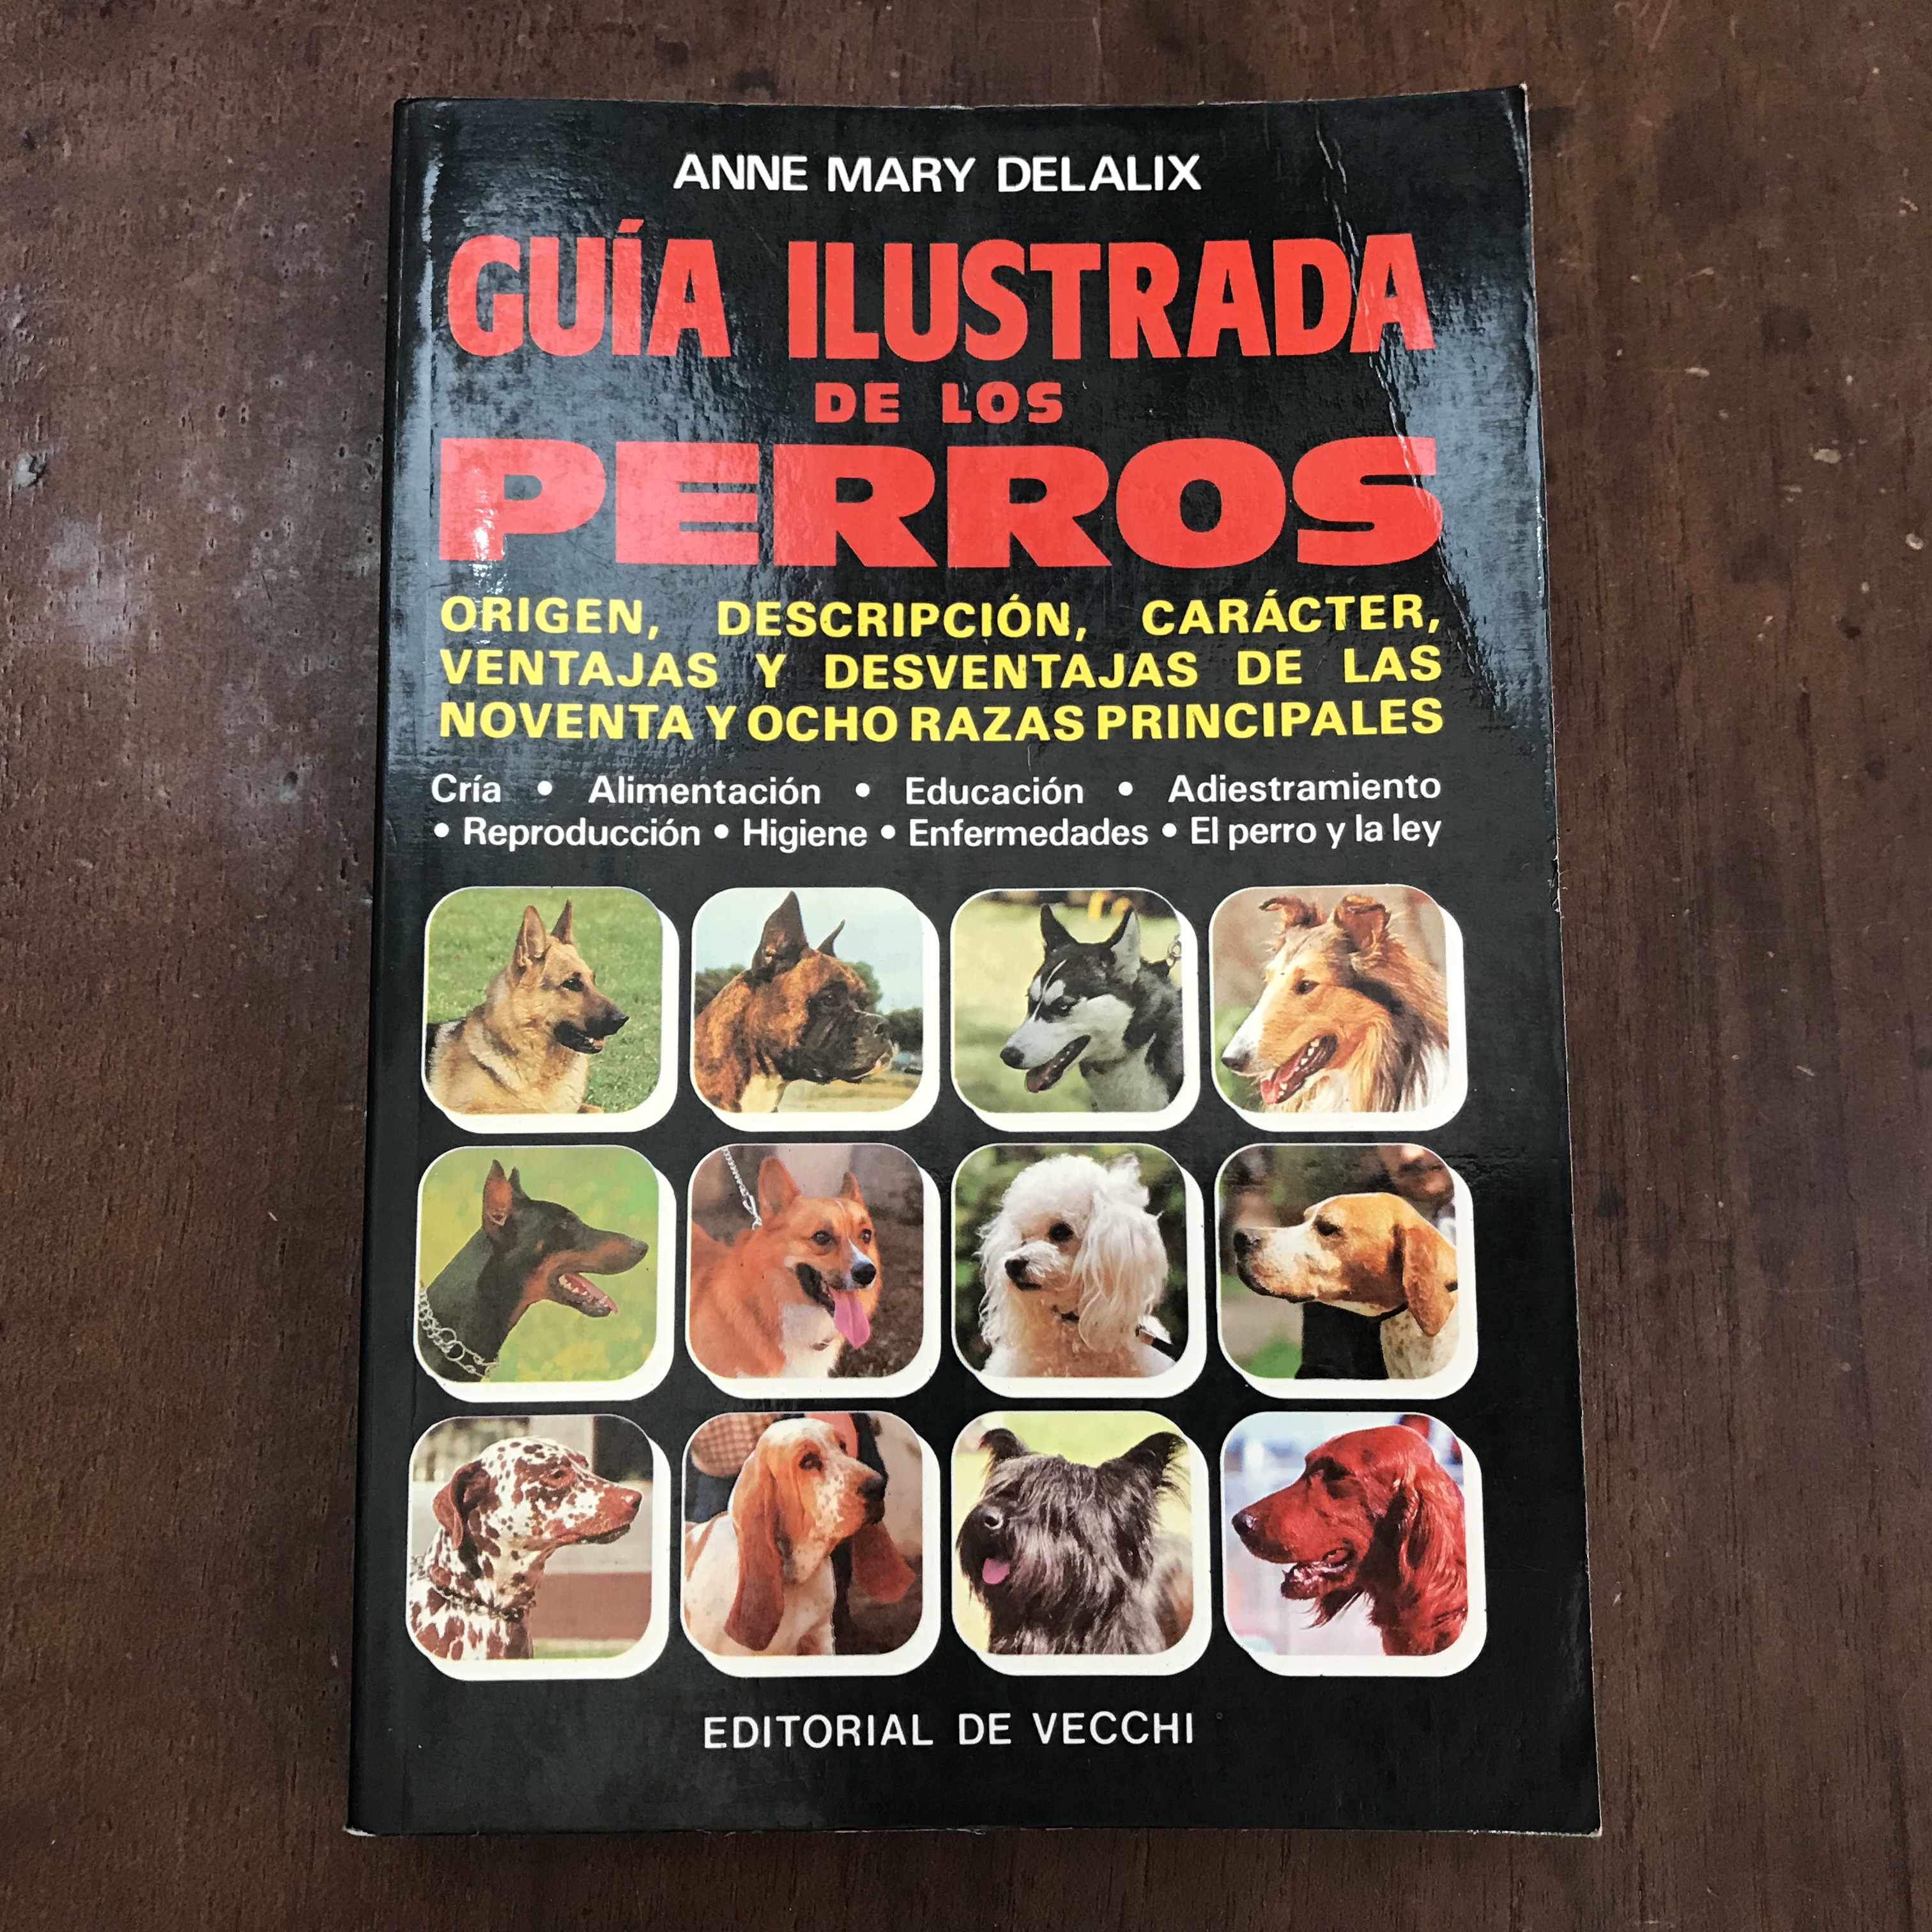 ANNE MARY DELALIX
GUÍA ILUSTRADA
DE LOS
PERROS
ORIGEN, DESCRIPCIÓN, CARÁCTER,
VENTAJAS Y DESVENTAJAS DE LAS
NOVENTA Y OCHO RAZAS PRINCIPALES
Cría • Alimentación • Educación • Adiestramiento
• Reproducción • Higiene • Enfermedades • El perro y la ley
EDITORIAL DE VECCHI